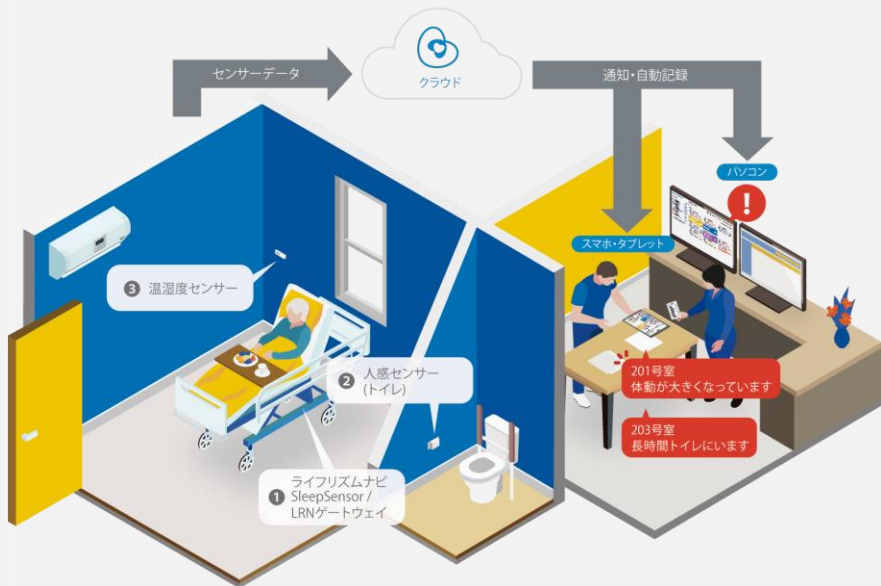 センサーデータ
クラウド
通知・自動記録
パソコン
!
スマホ・タブレット
❸ 温湿度センサー
❷ 人感センサー
(トイレ)
❶ ライフリズムナビ
SleepSensor /
LRNゲートウェイ
201号室
体動が大きくなっています
203号室
長時間トイレにいます